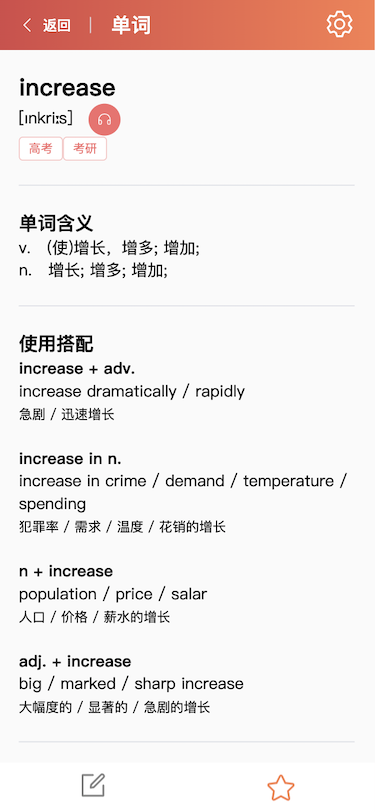 返回 | 单词
increase
[ɪnkriːs]
高考 考研
单词含义
v. (使)增长，增多; 增加;
n. 增长; 增多; 增加;
使用搭配
increase + adv.
increase dramatically / rapidly
急剧 / 迅速增长
increase in n.
increase in crime / demand / temperature /
spending
犯罪率 / 需求 / 温度 / 花销的增长
n + increase
population / price / salar
人口 / 价格 / 薪水的增长
adj. + increase
big / marked / sharp increase
大幅度的 / 显著的 / 急剧的增长